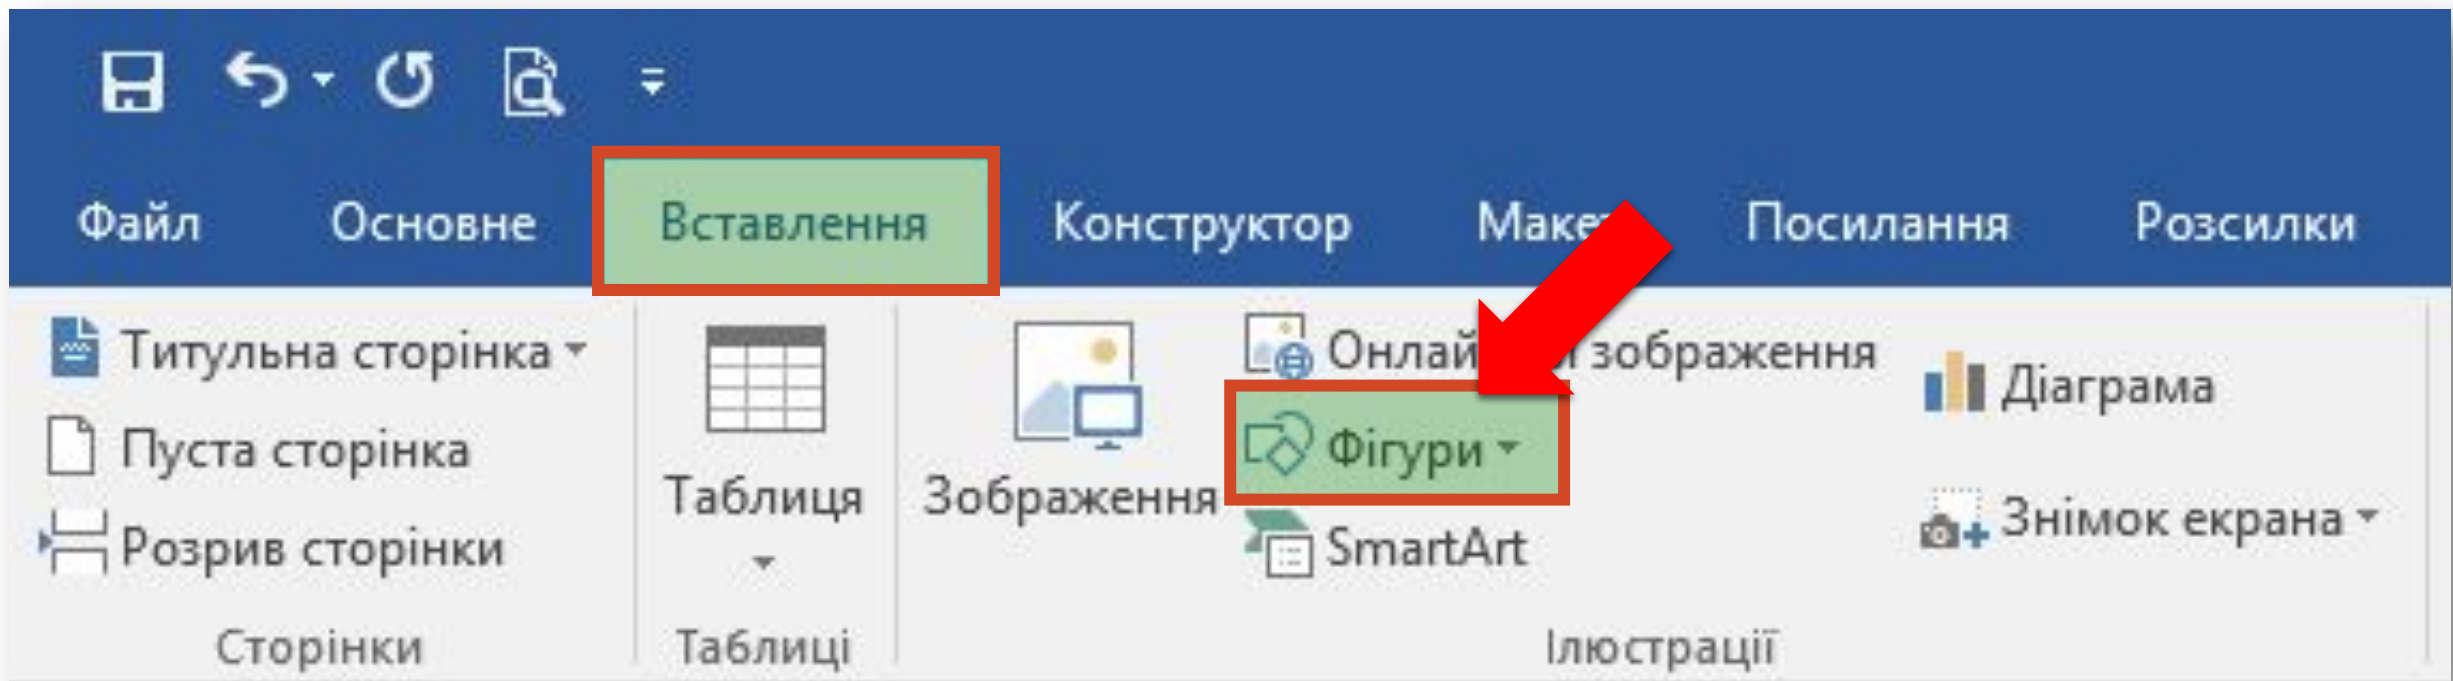 Файл Основне Вставлення Конструктор Посилання Розсилки
Титульна сторінка
Пуста сторінка
Розрив сторінки
Сторінки
Таблиця
Таблиці
Зображення
зображення
Фігури
SmartArt
Діаграма
Знімок екрана
Ілюстрації